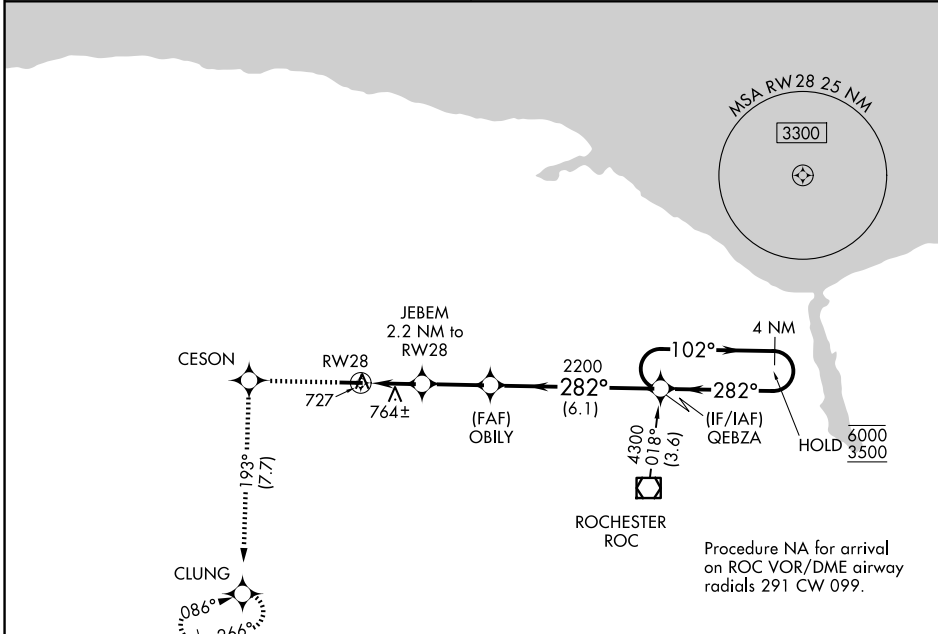 MSA RW28 25 NM
3300
JEBEM
2.2 NM to
RW28
4 NM
CESON
RW28
2200
102°
282°
282°
727
764±
(6.1)
(FAF)
OBILY
(IF/IAF)
QEBZA
HOLD
6000
3500
4300
018°
(3.6)
193°
(7.7)
ROCHESTER
ROC
Procedure NA for arrival
on ROC VOR/DME airway
radials 291 CW 099.
CLUNG
086°
266°